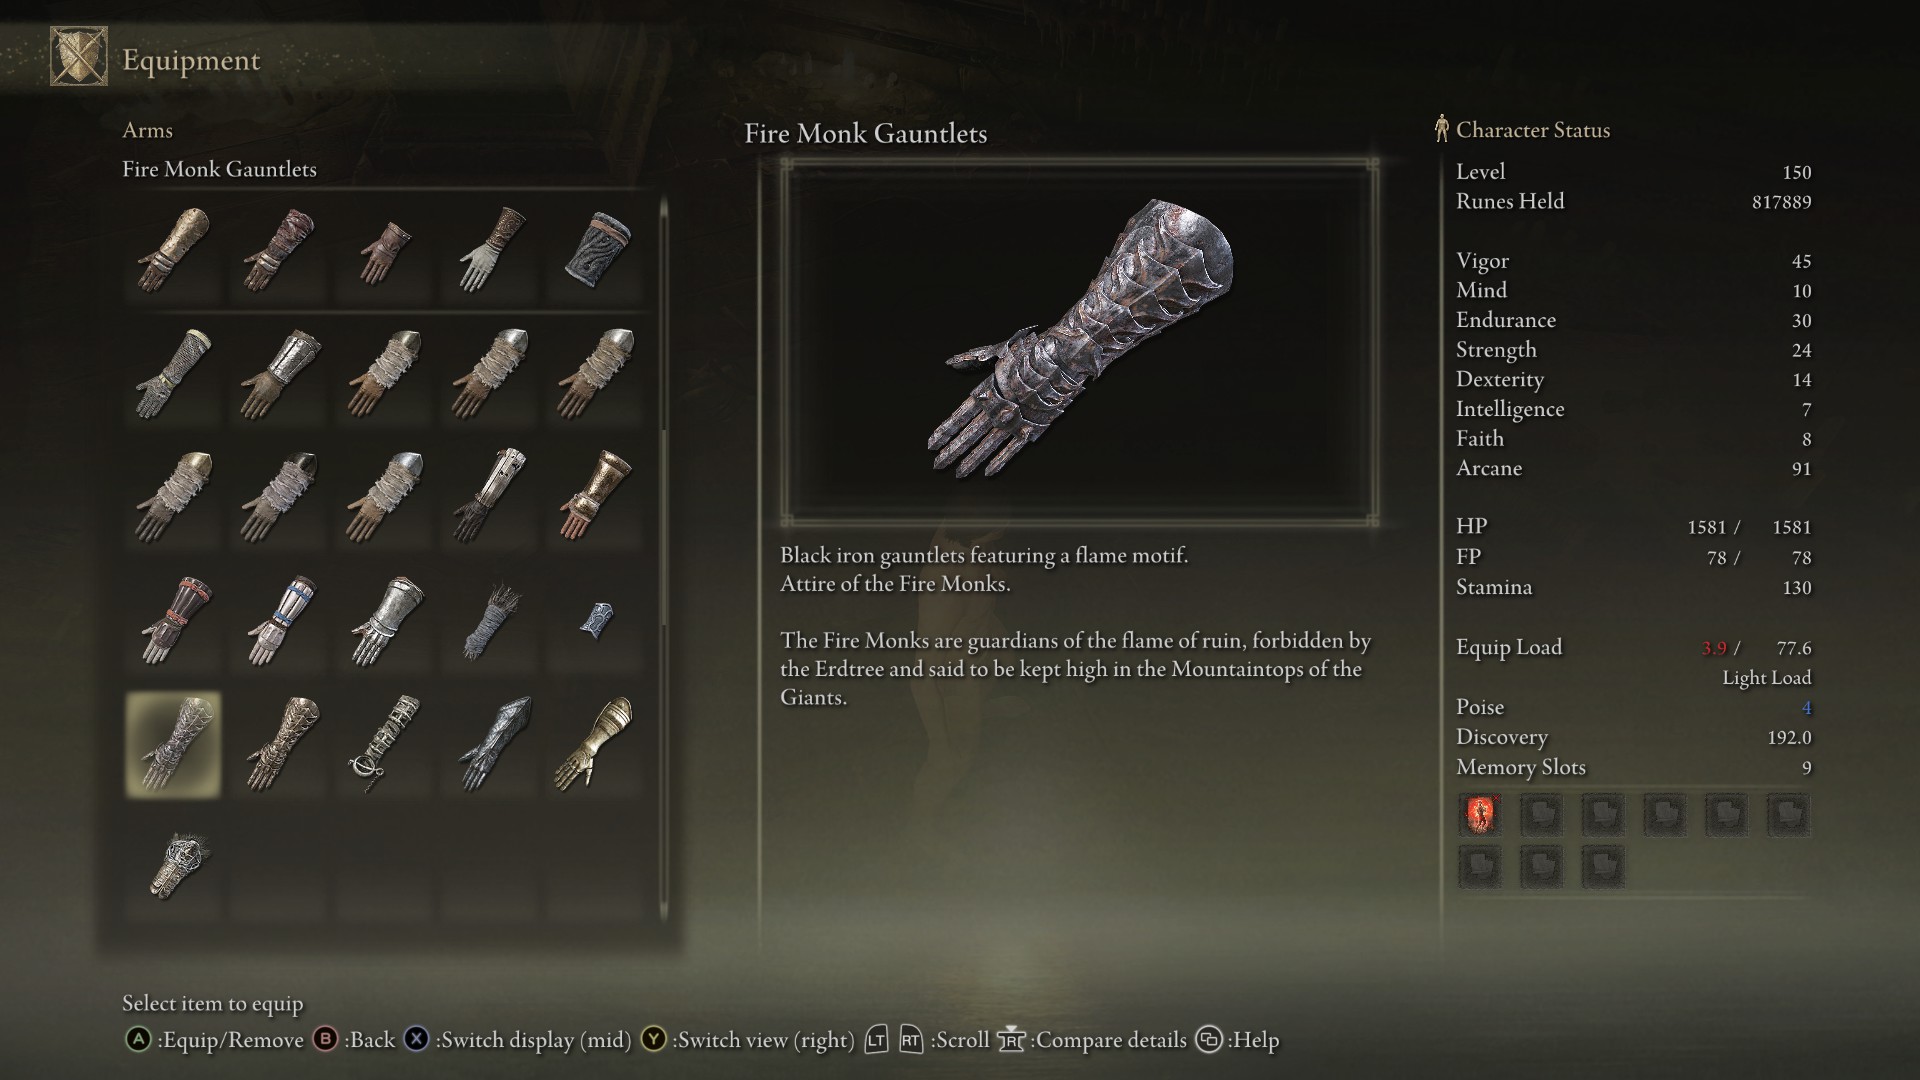 Equipment
Arms
Fire Monk Gauntlets
Fire Monk Gauntlets
Black iron gauntlets featuring a flame motif.
Attire of the Fire Monks.
The Fire Monks are guardians of the flame of ruin, forbidden by
the Erdtree and said to be kept high in the Mountaintops of the
Giants.
Character Status
Level 150
Runes Held 817889
Vigor 45
Mind 10
Endurance 30
Strength 24
Dexterity 14
Intelligence 7
Faith 8
Arcane 91
HP 1581 / 1581
FP 78 / 78
Stamina 130
Equip Load 3.9 / 77.6
Light Load
Poise 4
Discovery 192.0
Memory Slots 9
Select item to equip
A :Equip/Remove B :Back X :Switch display (mid) Y :Switch view (right) LT RT :Scroll R :Compare details :Help